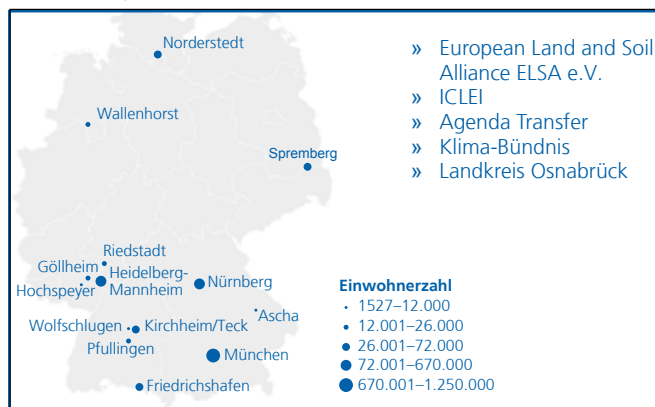 Norderstedt
Wallenhorst
Spremberg
Riedstadt
Göllheim
Heidelberg-
Mannheim
Hochspeyer
Nürnberg
Ascha
Wolfschlugen
Kirchheim/Teck
Pfullingen
München
Friedrichshafen
» European Land and Soil
Alliance ELSA e.V.
» ICLEI
» Agenda Transfer
» Klima-Bündnis
» Landkreis Osnabrück
Einwohnerzahl
1527–12.000
12.001–26.000
26.001–72.000
72.001–670.000
670.001–1.250.000